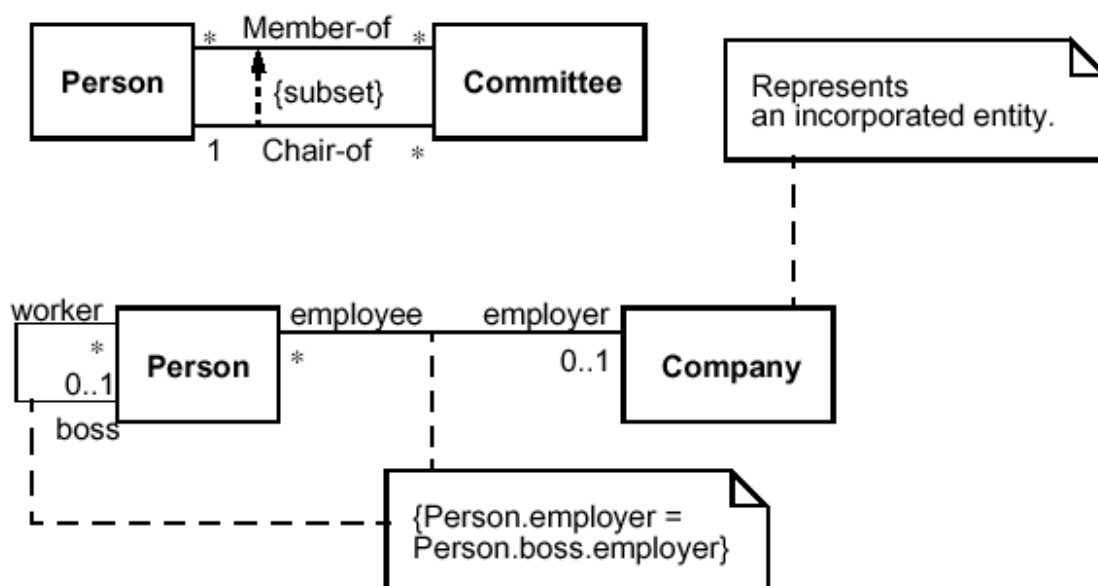 * Member-of *
Person
{subset}
Committee
1 Chair-of *
Represents
an incorporated entity.
worker
*
0..1
boss
Person
employee
*
employer
0..1
Company
{Person.employer =
Person.boss.employer}